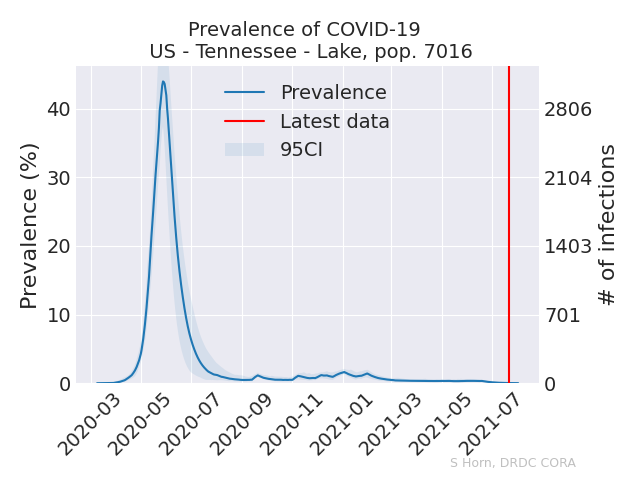 Prevalence of COVID-19
US - Tennessee - Lake, pop. 7016
Prevalence
Latest data
95CI
Prevalence (%)
40
30
20
10
0
2806
2104
1403
701
0
# of infections
2020-03
2020-05
2020-07
2020-09
2020-11
2021-01
2021-03
2021-05
2021-07
S Horn, DRDC CORA